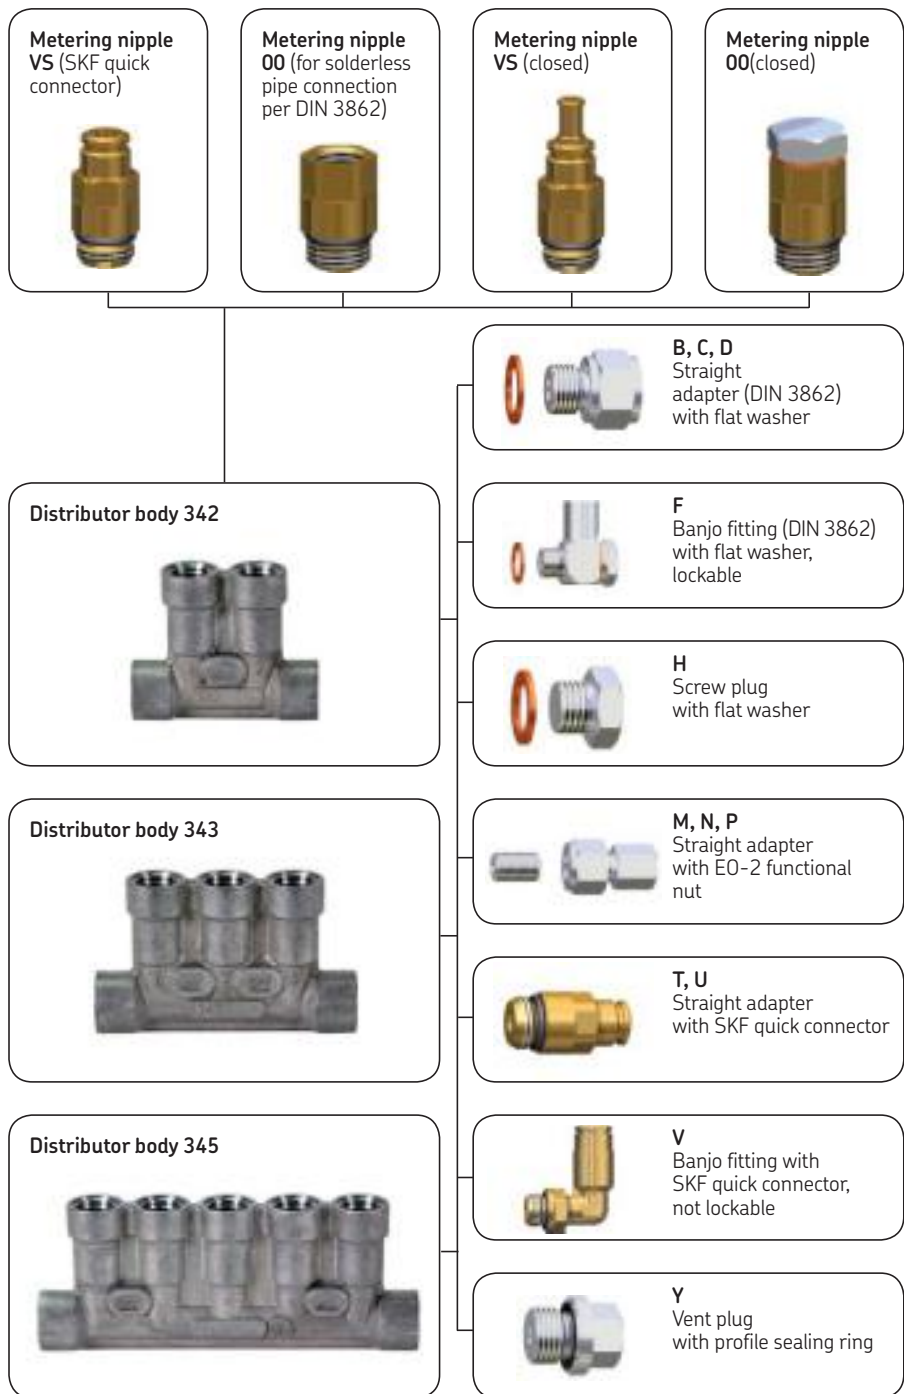 Metering nipple
VS (SKF quick
connector)
Metering nipple
00 (for solderless
pipe connection
per DIN 3862)
Metering nipple
VS (closed)
Metering nipple
00(closed)
B, C, D
Straight
adapter (DIN 3862)
with flat washer
Distributor body 342
F
Banjo fitting (DIN 3862)
with flat washer,
lockable
H
Screw plug
with flat washer
Distributor body 343
M, N, P
Straight adapter
with EO-2 functional
nut
T, U
Straight adapter
with SKF quick connector
Distributor body 345
V
Banjo fitting with
SKF quick connector,
not lockable
Y
Vent plug
with profile sealing ring